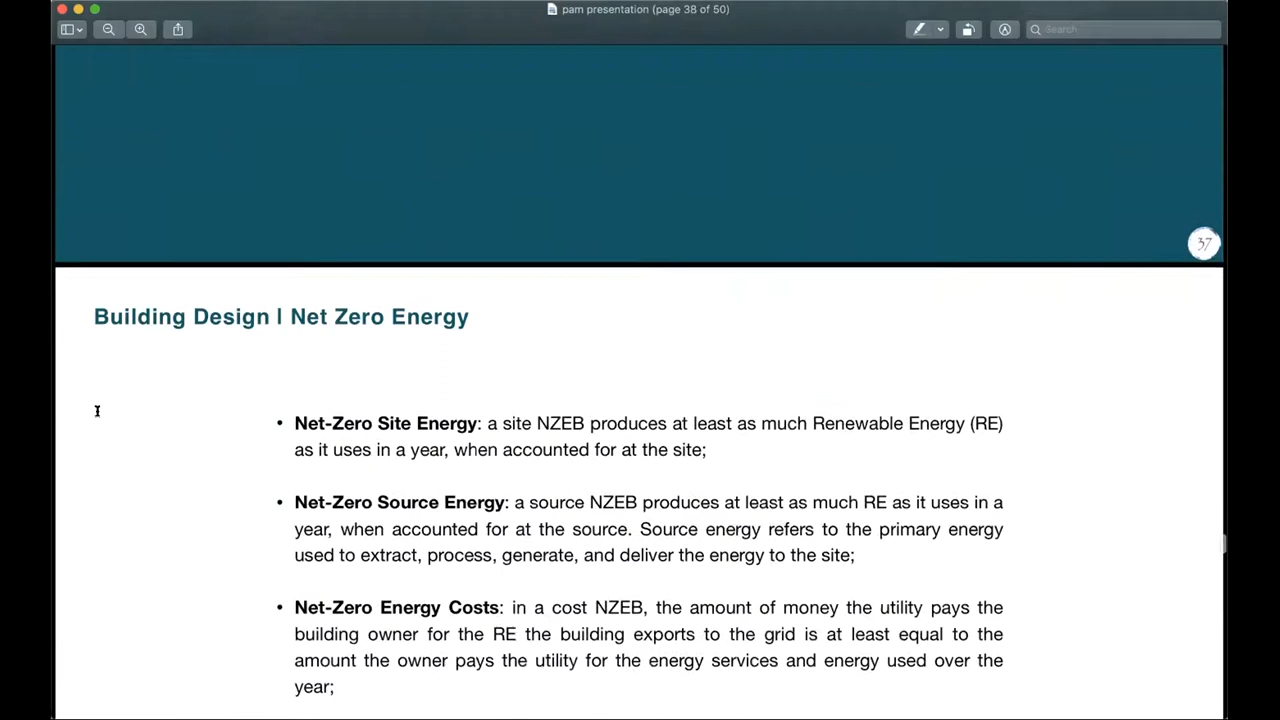 pam presentation (page 38 of 50)
Search
37
Building Design | Net Zero Energy
• Net-Zero Site Energy: a site NZEB produces at least as much Renewable Energy (RE)
as it uses in a year, when accounted for at the site;
• Net-Zero Source Energy: a source NZEB produces at least as much RE as it uses in a
year, when accounted for at the source. Source energy refers to the primary energy
used to extract, process, generate, and deliver the energy to the site;
• Net-Zero Energy Costs: in a cost NZEB, the amount of money the utility pays the
building owner for the RE the building exports to the grid is at least equal to the
amount the owner pays the utility for the energy services and energy used over the
year;